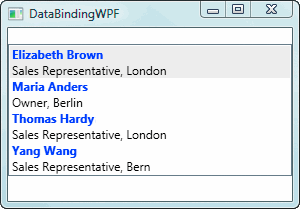 DataBindingWPF
Elizabeth Brown
Sales Representative, London
Maria Anders
Owner, Berlin
Thomas Hardy
Sales Representative, London
Yang Wang
Sales Representative, Bern